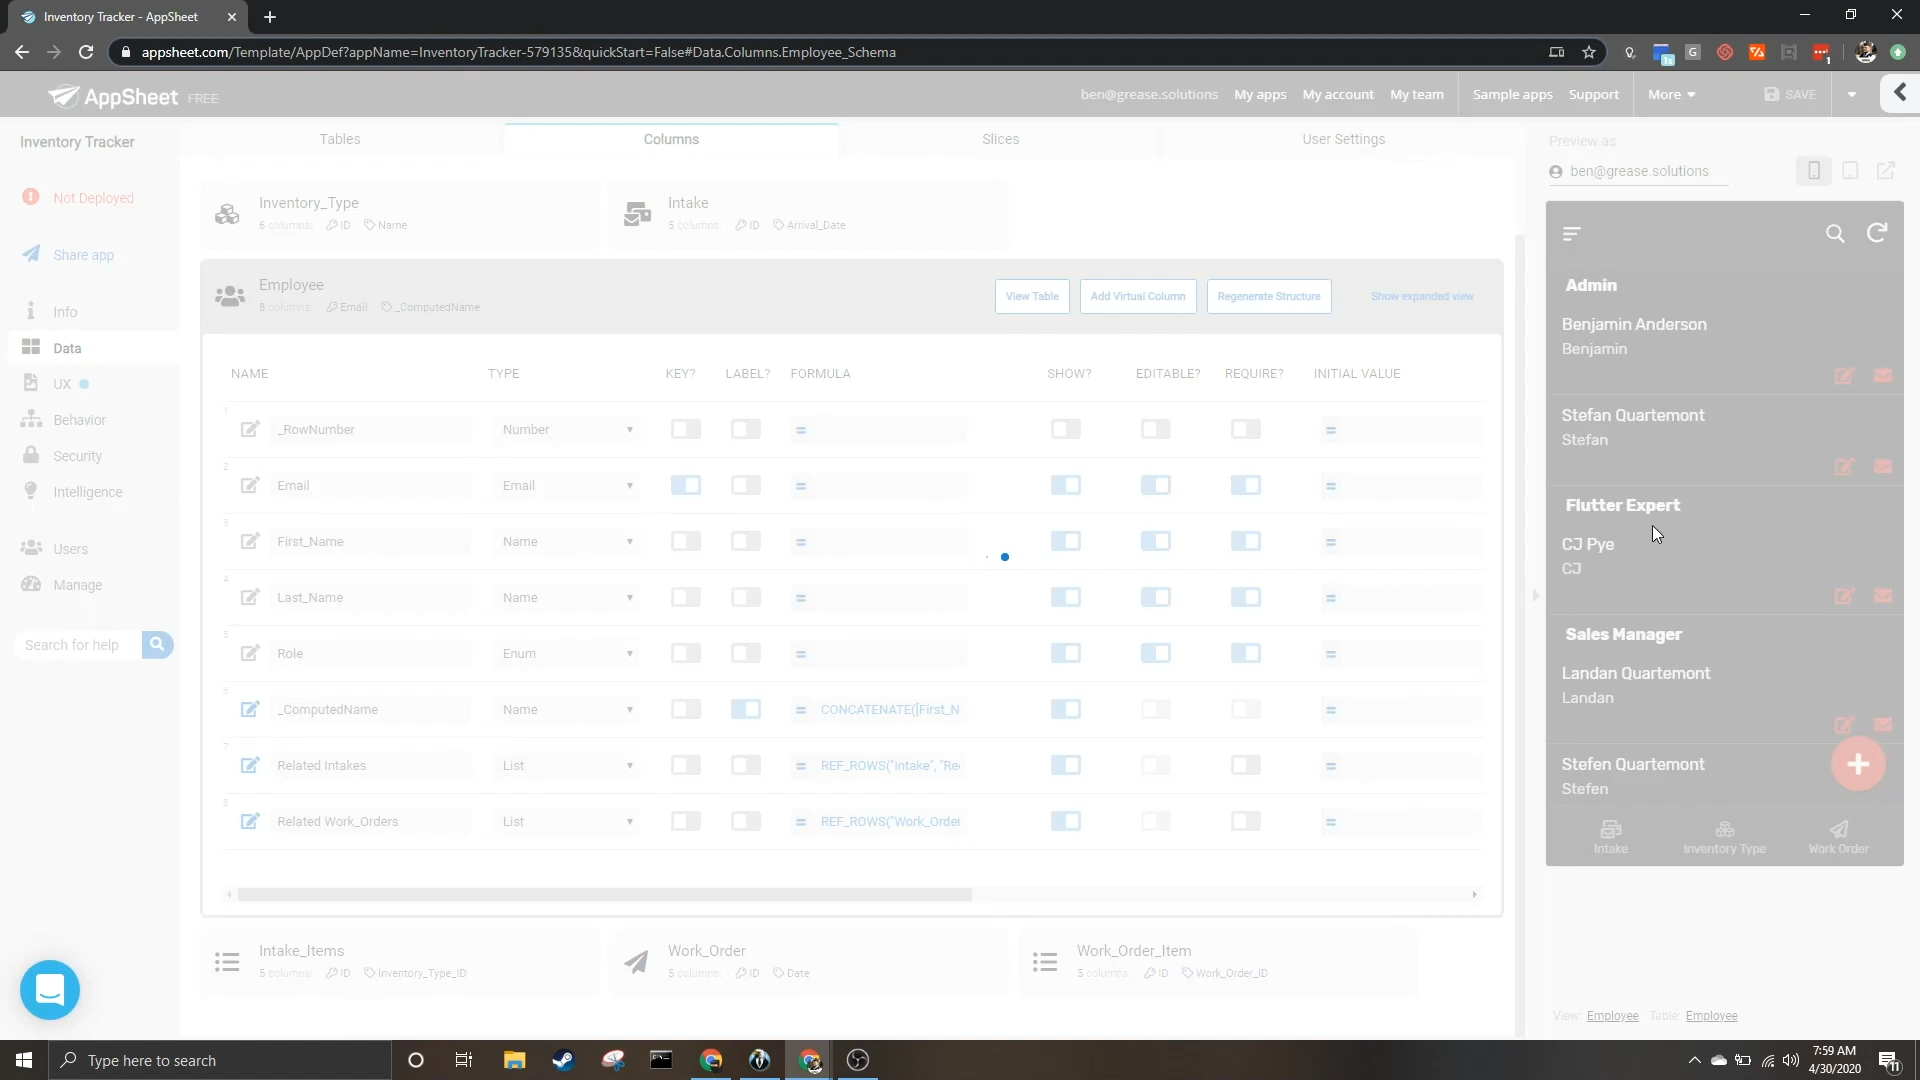 Inventory Tracker - AppSheet
appsheet.com/Template/AppDef?appName=InventoryTracker-579135&quickStart=False#Data.Columns.Employee_Schema
AppSheet FREE
ben@grease.solutions My apps My account My team Sample apps Support More SAVE
Inventory Tracker
Not Deployed
Share app
Info
Data
UX
Behavior
Security
Intelligence
Users
Manage
Search for help
Tables Columns Slices User Settings
Inventory_Type
6 columns: ID Name
Intake
5 columns: ID Arrival_Date
Employee
8 columns: Email _ComputedName
View Table Add Virtual Column Regenerate Structure Show expanded view
NAME TYPE KEY? LABEL? FORMULA SHOW? EDITABLE? REQUIRE? INITIAL VALUE
1 _RowNumber Number = =
2 Email Email = =
3 First_Name Name = =
4 Last_Name Name = =
5 Role Enum = =
6 _ComputedName Name = CONCATENATE([First_N =
7 Related Intakes List = REF_ROWS("Intake", "Re =
8 Related Work_Orders List = REF_ROWS("Work_Order =
Intake_Items
5 columns: ID Inventory_Type_ID
Work_Order
5 columns: ID Date
Work_Order_Item
5 columns: ID Work_Order_ID
Preview as
ben@grease.solutions
Admin
Benjamin Anderson
Benjamin
Stefan Quartemont
Stefan
Flutter Expert
CJ Pye
CJ
Sales Manager
Landan Quartemont
Landan
Stefen Quartemont
Stefen
Intake Inventory Type Work Order
View: Employee Table: Employee
Type here to search
7:59 AM
4/30/2020
11